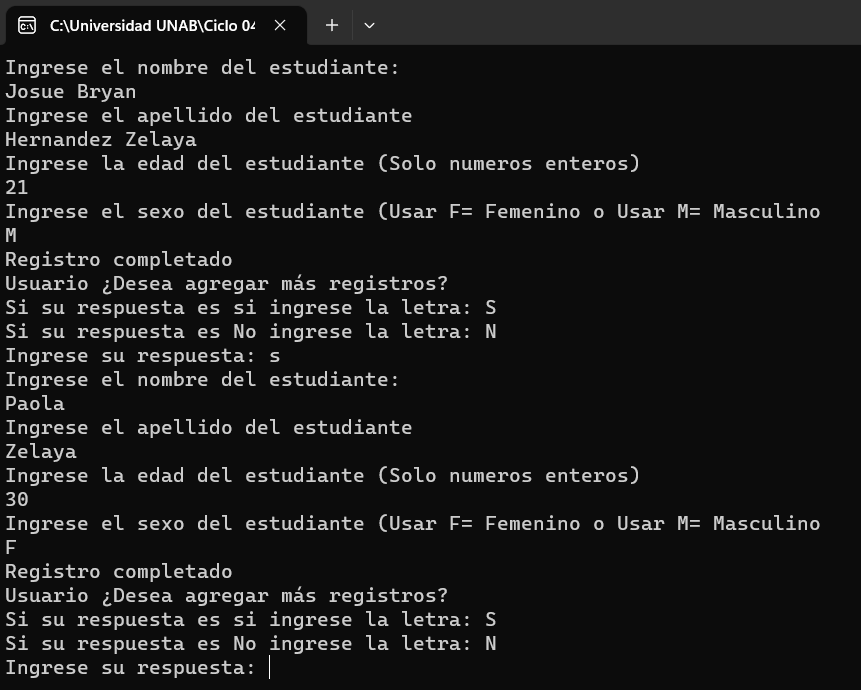 C:\Universidad UNAB\Ciclo 04
Ingrese el nombre del estudiante:
Josue Bryan
Ingrese el apellido del estudiante
Hernandez Zelaya
Ingrese la edad del estudiante (Solo numeros enteros)
21
Ingrese el sexo del estudiante (Usar F= Femenino o Usar M= Masculino
M
Registro completado
Usuario ¿Desea agregar más registros?
Si su respuesta es si ingrese la letra: S
Si su respuesta es No ingrese la letra: N
Ingrese su respuesta: s
Ingrese el nombre del estudiante:
Paola
Ingrese el apellido del estudiante
Zelaya
Ingrese la edad del estudiante (Solo numeros enteros)
30
Ingrese el sexo del estudiante (Usar F= Femenino o Usar M= Masculino
F
Registro completado
Usuario ¿Desea agregar más registros?
Si su respuesta es si ingrese la letra: S
Si su respuesta es No ingrese la letra: N
Ingrese su respuesta: